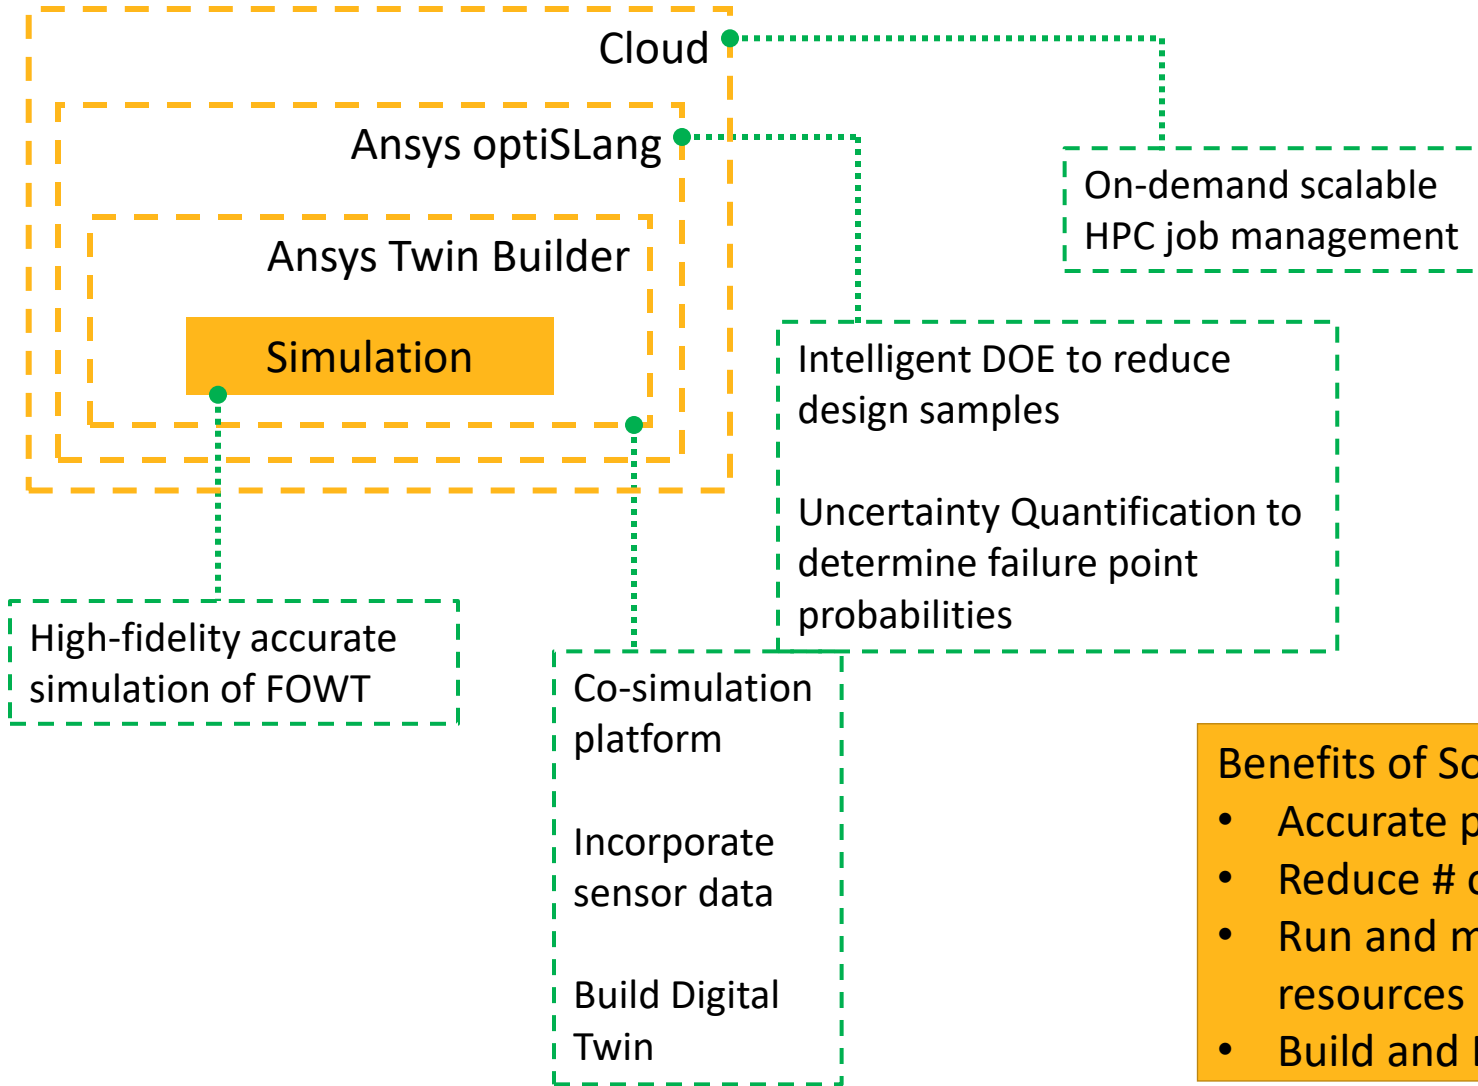 Cloud
Ansys optiSLang
Ansys Twin Builder
Simulation
On-demand scalable
HPC job management
Intelligent DOE to reduce
design samples
Uncertainty Quantification to
determine failure point
probabilities
High-fidelity accurate
simulation of FOWT
Co-simulation
platform
Incorporate
sensor data
Build Digital
Twin
Benefits of
• Accurate
• Reduce #
• Run and
resources
• Build and